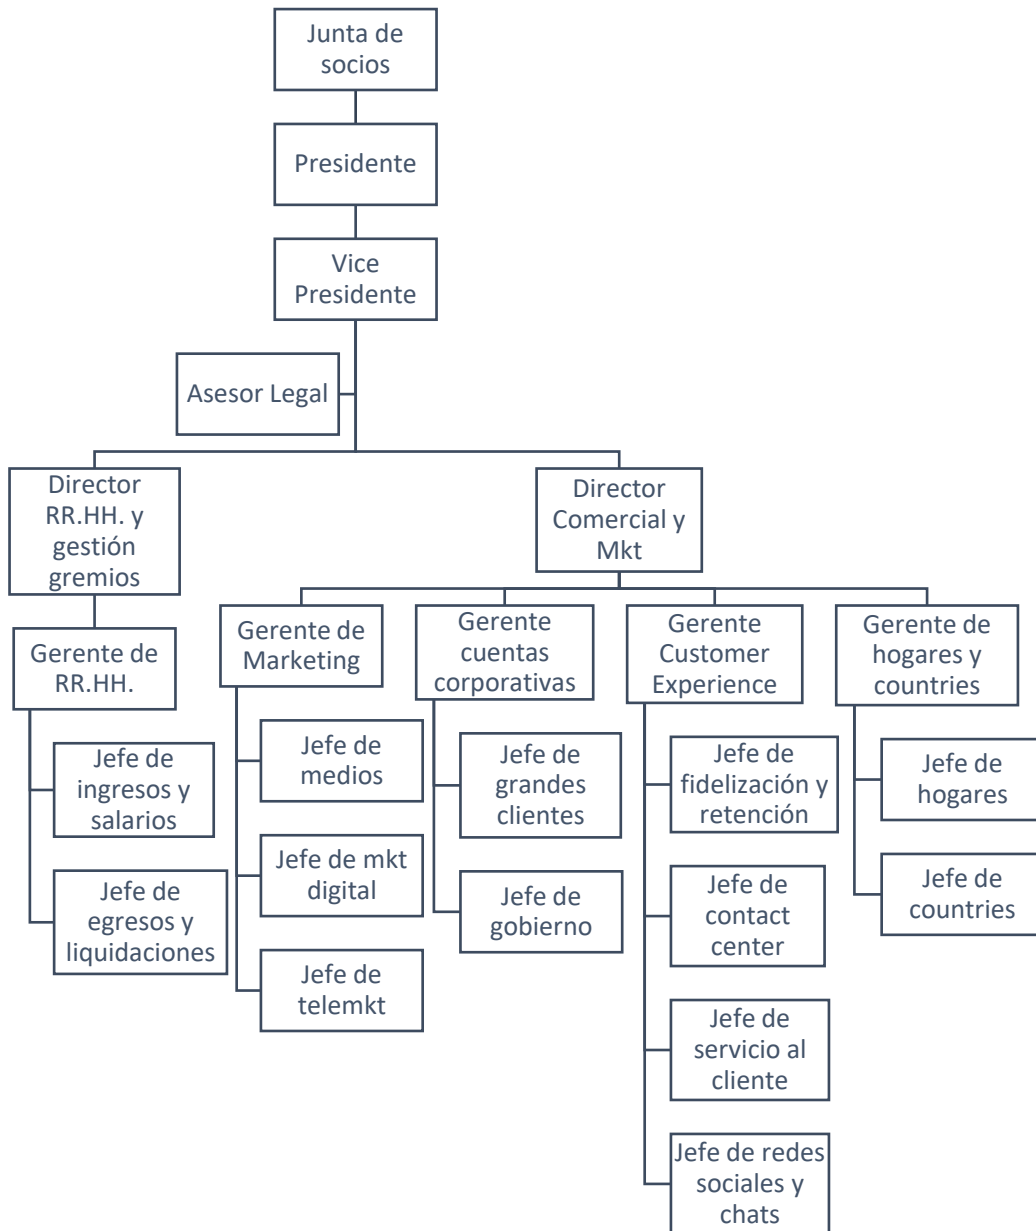 Junta de
socios
Presidente
Vice
Presidente
Asesor Legal
Director
RR.HH. y
gestión
gremios
Director
Comercial y
Mkt
Gerente de
RR.HH.
Gerente de
Marketing
Gerente
cuentas
corporativas
Gerente
Customer
Experience
Gerente de
hogares y
countries
Jefe de
ingresos y
salarios
Jefe de
egresos y
liquidaciones
Jefe de
medios
Jefe de mkt
digital
Jefe de
telemkt
Jefe de
grandes
clientes
Jefe de
gobierno
Jefe de
fidelización y
retención
Jefe de
contact
center
Jefe de
servicio al
cliente
Jefe de redes
sociales y
chats
Jefe de
hogares
Jefe de
countries